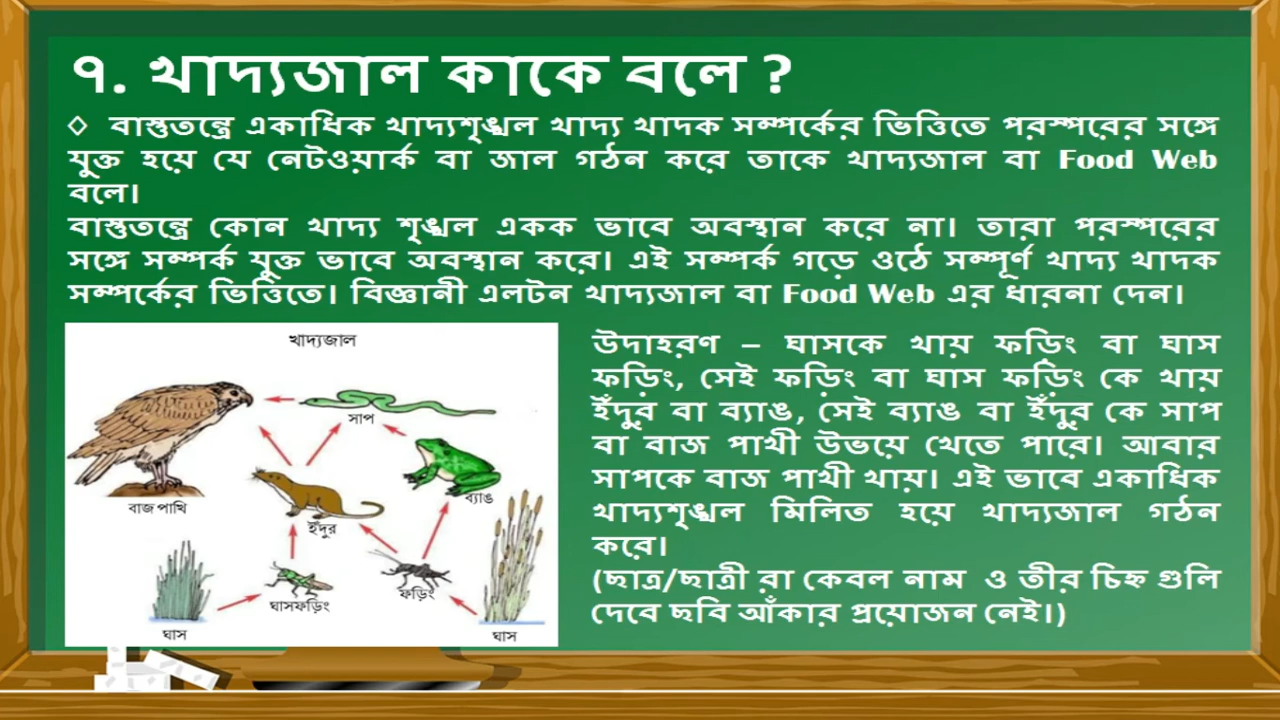 ৭. খাদ্যজাল কাকে বলে ?
◇ বাস্তুতন্ত্রে একাধিক খাদ্যশৃঙ্খল খাদ্য খাদক সম্পর্কের ভিত্তিতে পরস্পরের সঙ্গে
যুক্ত হয়ে যে নেটওয়ার্ক বা জাল গঠন করে তাকে খাদ্যজাল বা Food Web
বলে।
বাস্তুতন্ত্রে কোন খাদ্য শৃঙ্খল একক ভাবে অবস্থান করে না। তারা পরস্পরের
সঙ্গে সম্পর্ক যুক্ত ভাবে অবস্থান করে। এই সম্পর্ক গড়ে ওঠে সম্পূর্ণ খাদ্য খাদক
সম্পর্কের ভিত্তিতে। বিজ্ঞানী এলটন খাদ্যজাল বা Food Web এর ধারনা দেন।
খাদ্যজাল
সাপ
ব্যাঙ
বাজ পাখি
ইঁদুর
ঘাসফড়িং
ফড়িং
ঘাস
ঘাস
উদাহরণ – ঘাসকে খায় ফড়িং বা ঘাস
ফড়িং, সেই ফড়িং বা ঘাস ফড়িং কে খায়
ইঁদুর বা ব্যাঙ, সেই ব্যাঙ বা ইঁদুর কে সাপ
বা বাজ পাখী উভয়ে খেতে পারে। আবার
সাপকে বাজ পাখী খায়। এই ভাবে একাধিক
খাদ্যশৃঙ্খল মিলিত হয়ে খাদ্যজাল গঠন
করে।
(ছাত্র/ছাত্রী রা কেবল নাম ও তীর চিহ্ন গুলি
দেবে ছবি আঁকার প্রয়োজন নেই।)